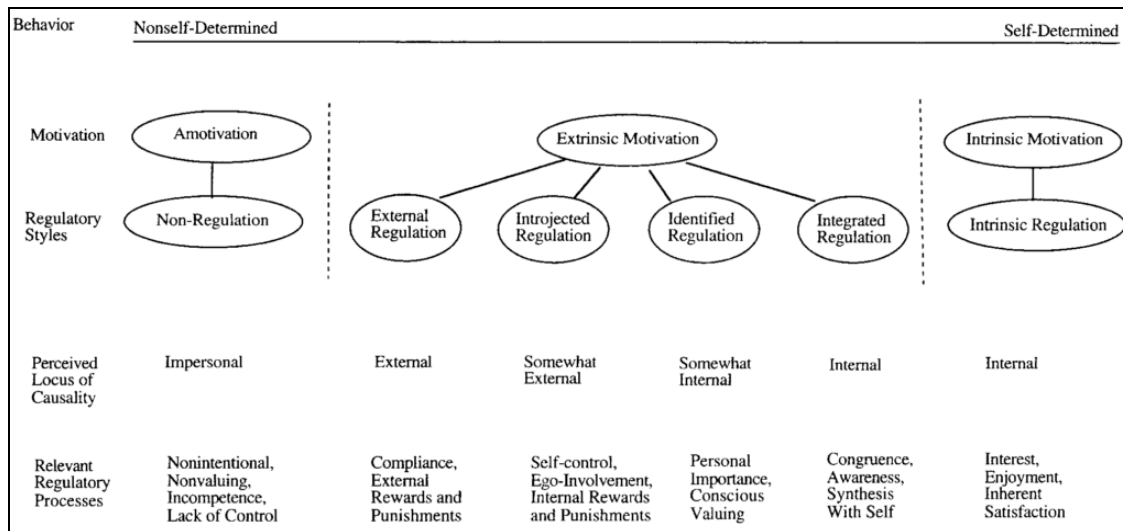 Behavior Nonself-Determined Self-Determined
Motivation Amotivation Extrinsic Motivation Intrinsic Motivation
Regulatory
Styles
Non-Regulation
External
Regulation
Introjected
Regulation
Identified
Regulation
Integrated
Regulation
Intrinsic Regulation
Perceived
Locus of
Causality
Impersonal
External
Somewhat
External
Somewhat
Internal
Internal
Internal
Relevant
Regulatory
Processes
Nonintentional,
Nonvaluing,
Incompetence,
Lack of Control
Compliance,
External
Rewards and
Punishments
Self-control,
Ego-Involvement,
Internal Rewards
and Punishments
Personal
Importance,
Conscious
Valuing
Congruence,
Awareness,
Synthesis
With Self
Interest,
Enjoyment,
Inherent
Satisfaction